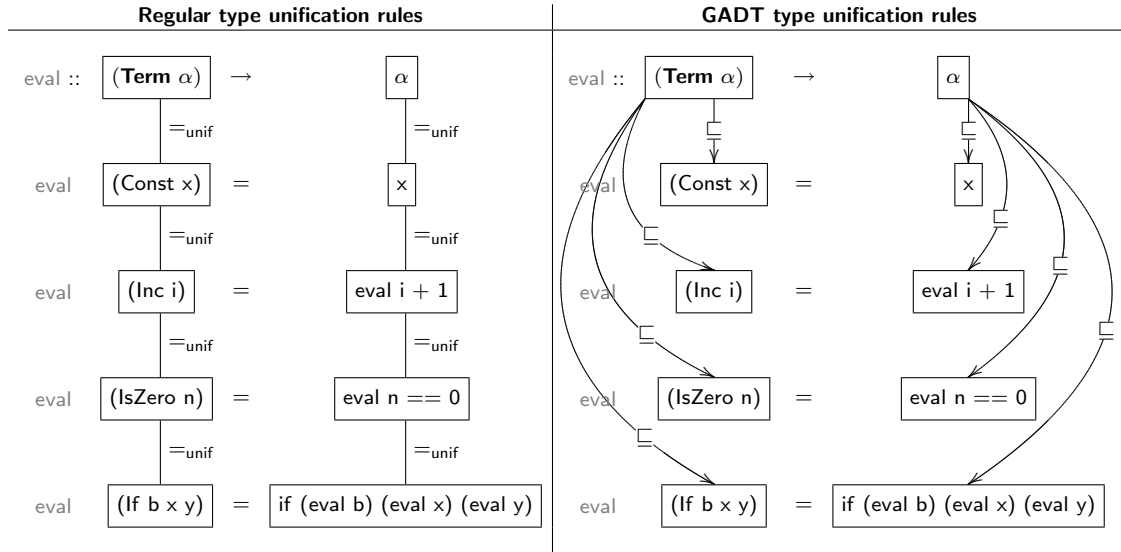 Regular type unification rules GADT type unification rules
eval :: (Term α) → α eval :: (Term α) → α
=unif =unif ⊑ ⊑
eval (Const x) = x eval (Const x) = x
=unif =unif ⊑ ⊑
eval (Inc i) = eval i + 1 eval (Inc i) = eval i + 1
⊑
=unif =unif ⊑ ⊑
eval (IsZero n) = eval n == 0 eval (IsZero n) = eval n == 0
=unif =unif ⊑
eval (If b x y) = if (eval b) (eval x) (eval y) eval (If b x y) = if (eval b) (eval x) (eval y)